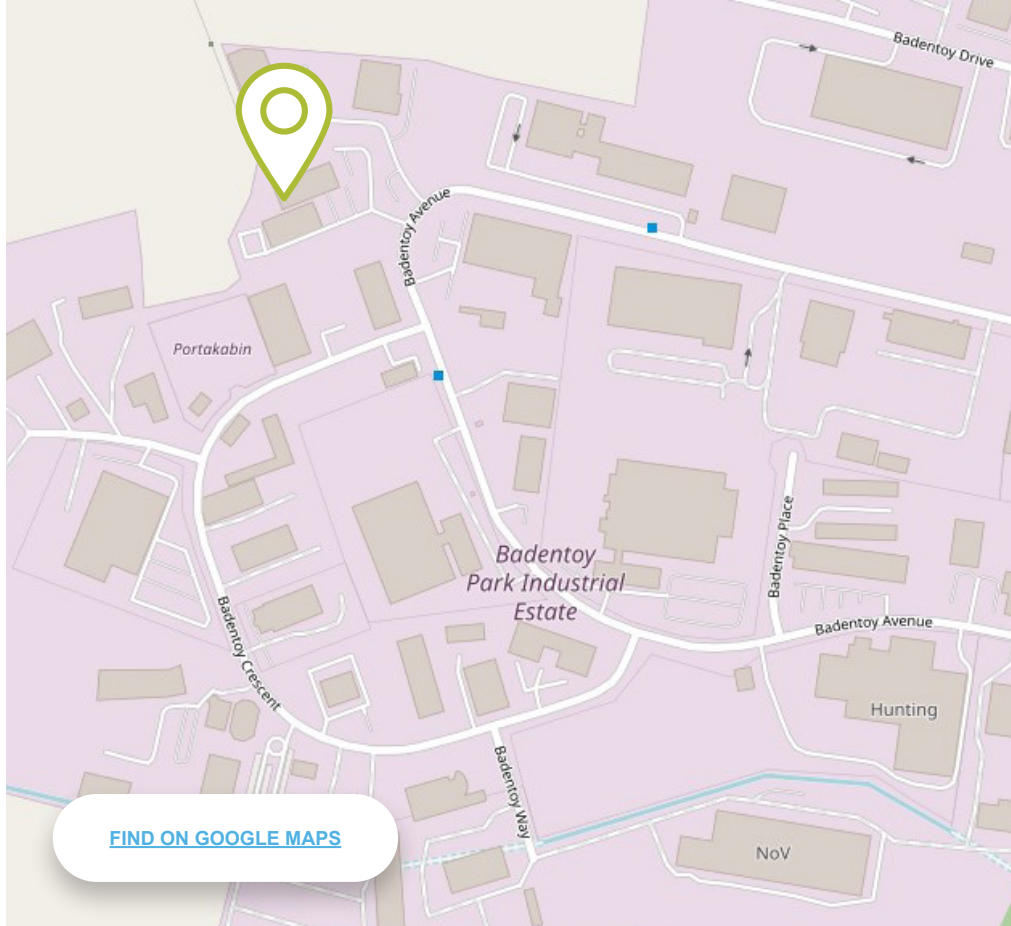 Badentoy Drive
Badentoy Avenue
Portakabin
Badentoy Place
Badentoy
Park Industrial
Estate
Badentoy Avenue
Badentoy Crescent
Hunting
Badentoy Way
FIND ON GOOGLE MAPS
NoV